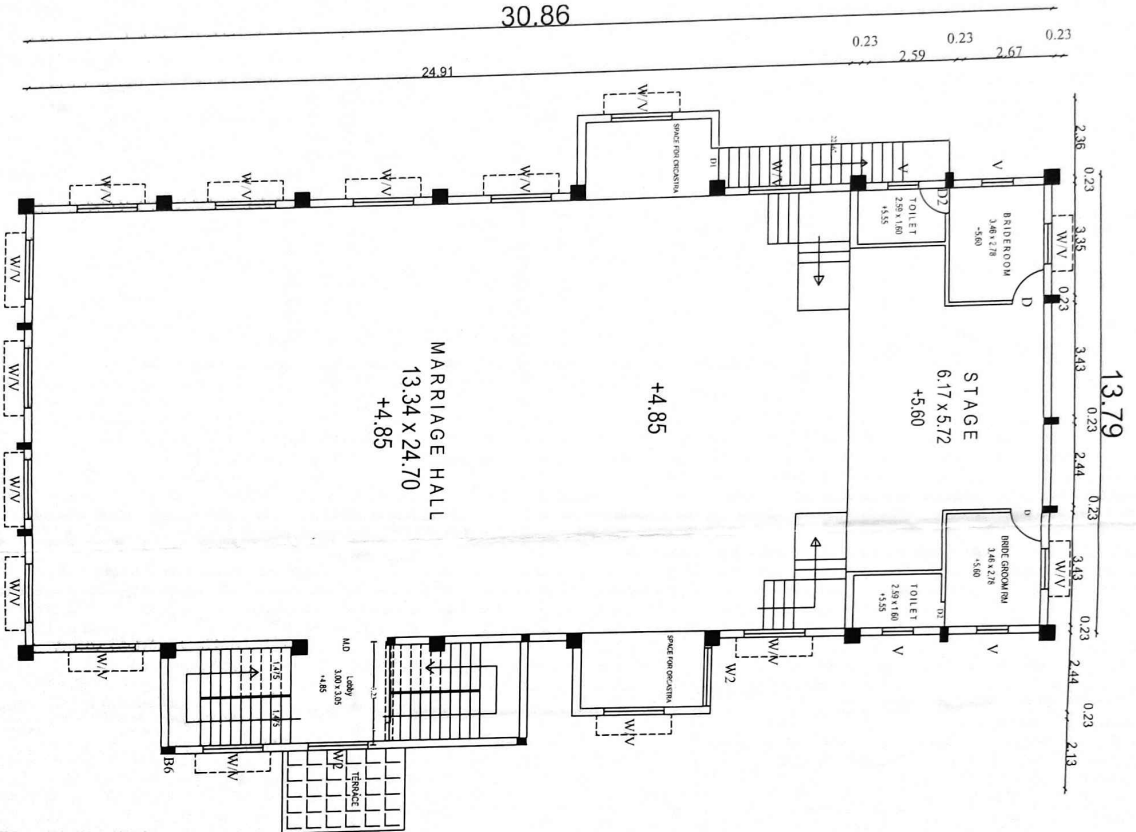 30.86
0.23
0.23
0.23
2.59
2.67
24.91
2.36
0.23
3.35
0.23
3.43
0.23
2.44
0.23
3.43
0.23
2.44
0.23
2.13
13.79
W/V
SPACE FOR ORCASTRA
D1
W/V
V
V
W/V
W/V
W/V
W/V
TOILET
2.59 x 1.60
+5.55
D2
BRIDEROOM
3.46 x 2.78
+5.60
W/V
D
W/V
W/V
W/V
W/V
MARRIAGE HALL
13.34 x 24.70
+4.85
+4.85
STAGE
6.17 x 5.72
+5.60
BRIDE GROOM RM
3.46 x 2.78
+5.60
W/V
TOILET
2.59 x 1.60
+5.55
D2
V
V
W/V
W2
SPACE FOR ORCASTRA
W/V
W/V
M.D
Lobby
3.00 x 3.05
+4.85
W/V
B6
TERRACE